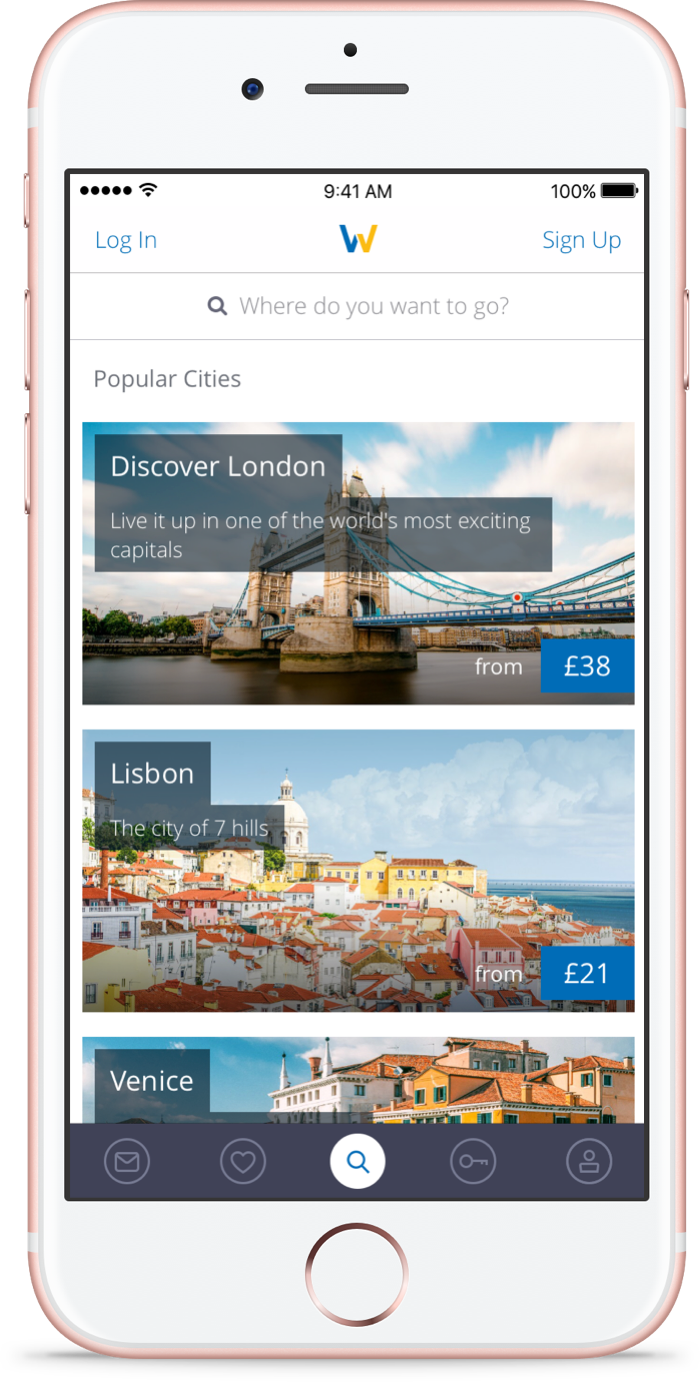 9:41 AM 100%
Log In W Sign Up
Where do you want to go?
Popular Cities
Discover London
Live it up in one of the world's most exciting
capitals
from £38
Lisbon
The city of 7 hills
from £21
Venice